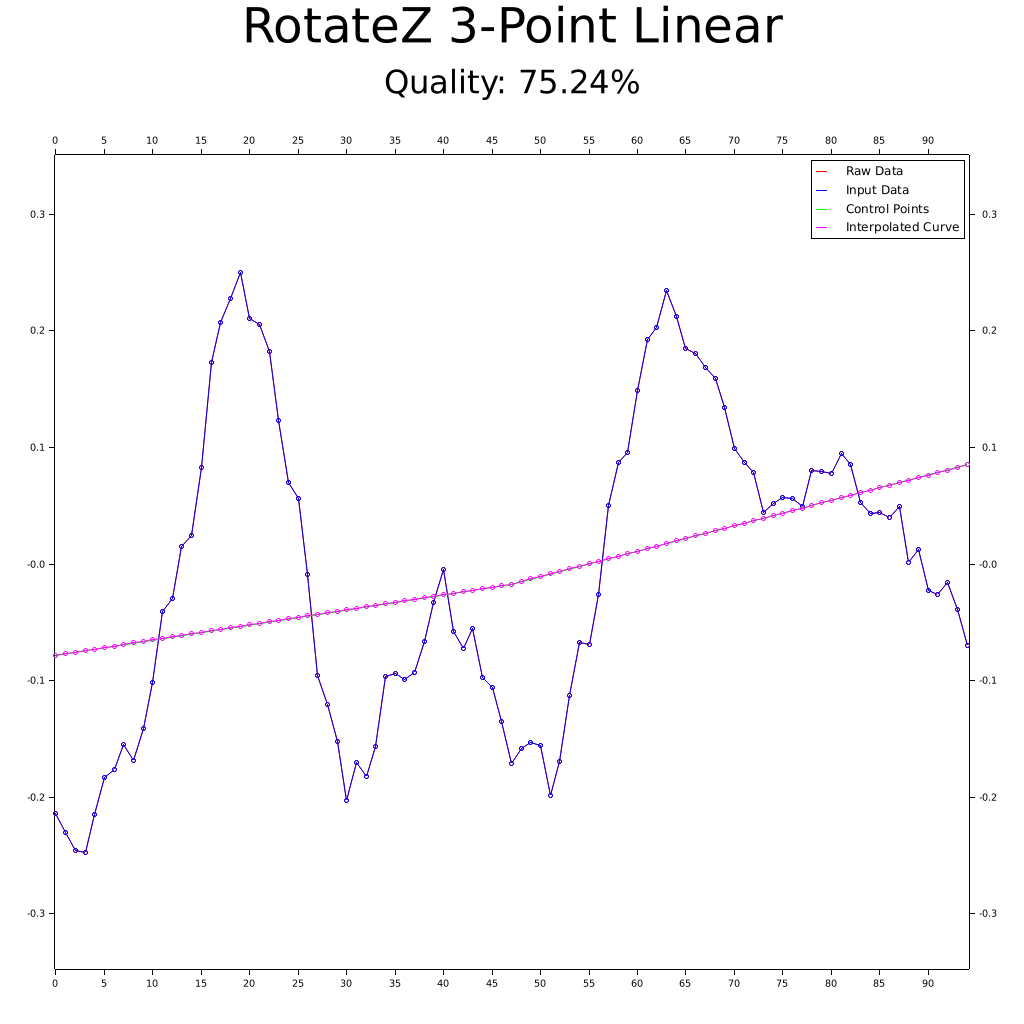 RotateZ 3-Point Linear
Quality: 75.24%
0 5 10 15 20 25 30 35 40 45 50 55 60 65 70 75 80 85 90
Raw Data
Input Data
Control Points
Interpolated Curve
0.3 0.3
0.2 0.2
0.1 0.1
-0.0 -0.0
-0.1 -0.1
-0.2 -0.2
-0.3 -0.3
0 5 10 15 20 25 30 35 40 45 50 55 60 65 70 75 80 85 90